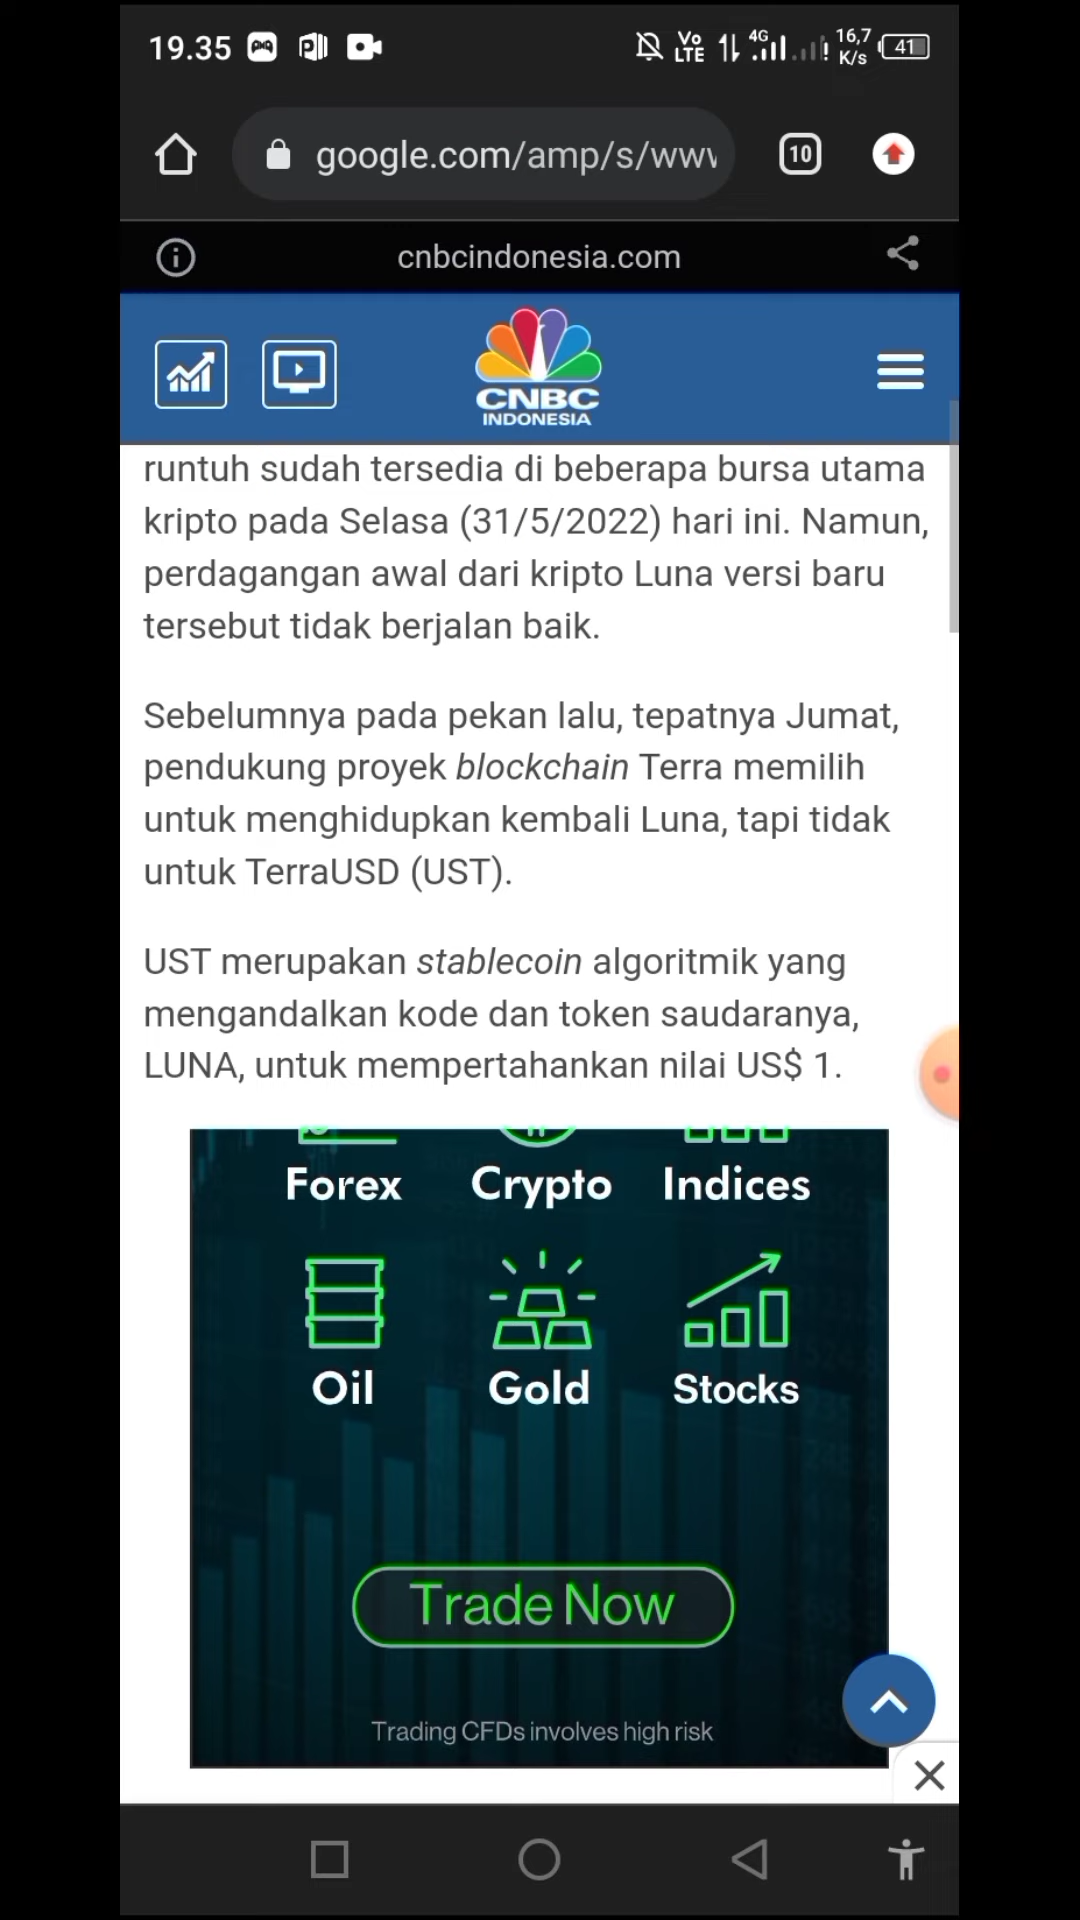 19.35
Vo LTE
4G
16,7 K/s
41
google.com/amp/s/www
10
cnbcindonesia.com
CNBC
INDONESIA
runtuh sudah tersedia di beberapa bursa utama
kripto pada Selasa (31/5/2022) hari ini. Namun,
perdagangan awal dari kripto Luna versi baru
tersebut tidak berjalan baik.
Sebelumnya pada pekan lalu, tepatnya Jumat,
pendukung proyek blockchain Terra memilih
untuk menghidupkan kembali Luna, tapi tidak
untuk TerraUSD (UST).
UST merupakan stablecoin algoritmik yang
mengandalkan kode dan token saudaranya,
LUNA, untuk mempertahankan nilai US$ 1.
Forex Crypto Indices
Oil Gold Stocks
Trade Now
Trading CFDs involves high risk